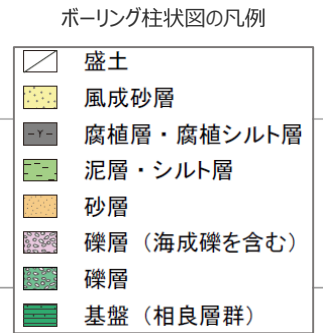 ボーリング柱状図の凡例
盛土
風成砂層
腐植層・腐植シルト層
泥層・シルト層
砂層
礫層（海成礫を含む）
礫層
基盤（相良層群）